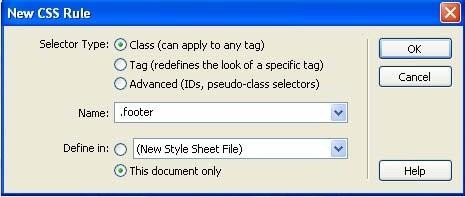 New CSS Rule
Selector Type: Class (can apply to any tag)
OK
Tag (redefines the look of a specific tag)
Cancel
Advanced (IDs, pseudo-class selectors)
Name: .footer
Define in: (New Style Sheet File)
This document only
Help